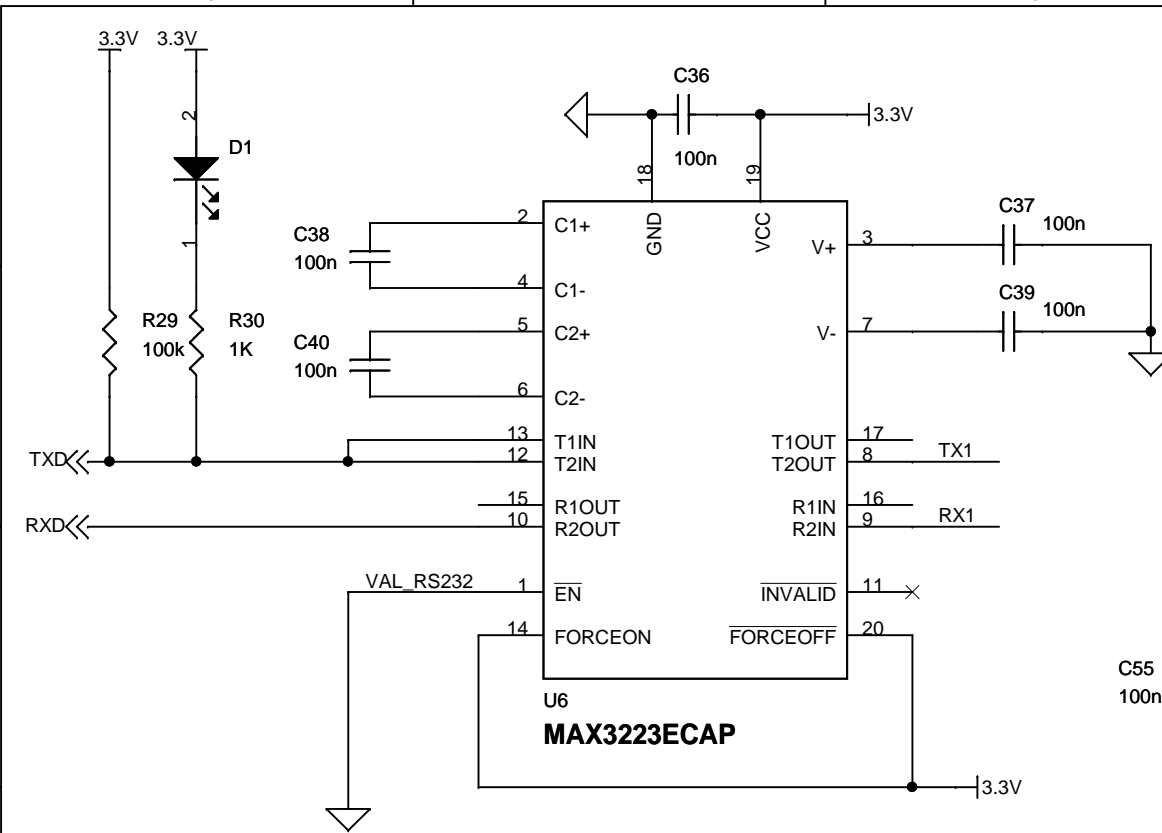 3.3V 3.3V
C36
3.3V
100n
2
D1
18
19
GND
VCC
1
C38
100n
2 C1+
4 C1-
V+ 3
C37
100n
R29
100k
R30
1K
C40
100n
5 C2+
6 C2-
V- 7
C39
100n
13 T1IN
12 T2IN
T1OUT 17
T2OUT 8 TX1
TXD
15 R1OUT
10 R2OUT
R1IN 16
R2IN 9 RX1
RXD
VAL_RS232 1 EN
INVALID 11
14 FORCEON
FORCEOFF 20
C55
100n
U6
MAX3223ECAP
3.3V